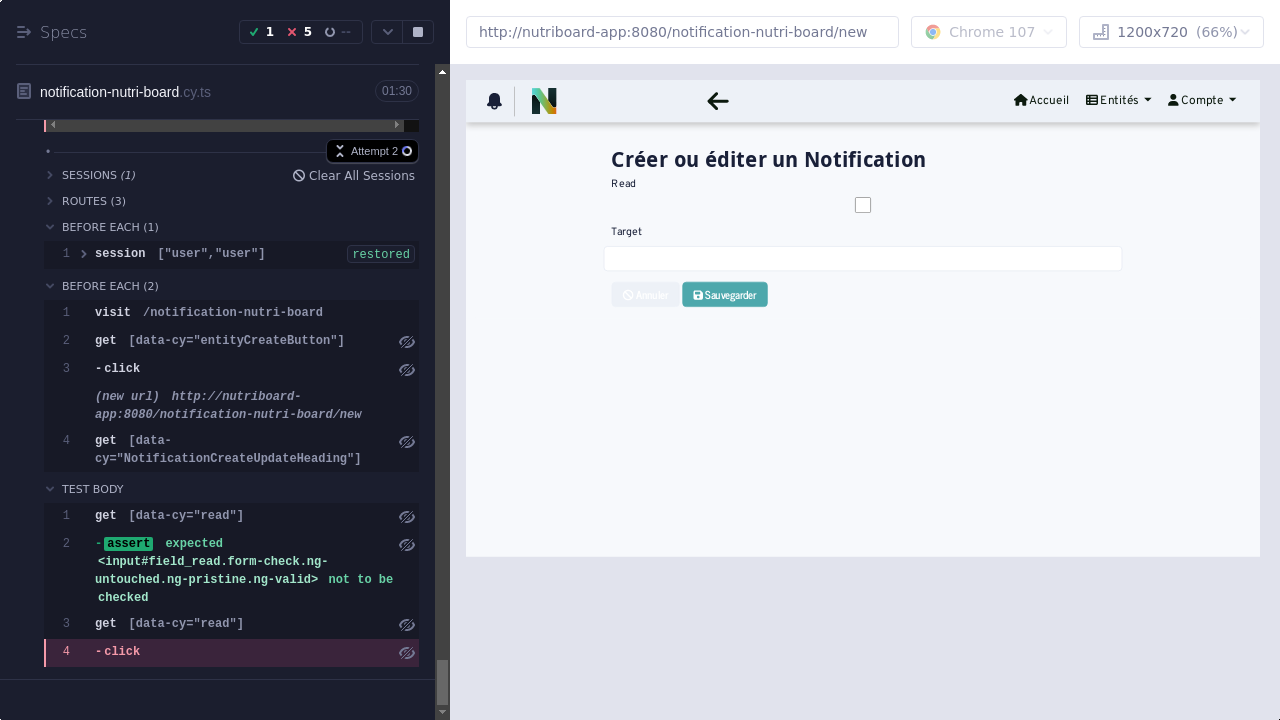 Specs
1
5
--
http://nutriboard-app:8080/notification-nutri-board/new
Chrome 107
1200x720 (66%)
notification-nutri-board.cy.ts
01:30
Attempt 2
SESSIONS (1)
Clear All Sessions
ROUTES (3)
BEFORE EACH (1)
1 session ["user","user"] restored
BEFORE EACH (2)
1 visit /notification-nutri-board
2 get [data-cy="entityCreateButton"]
3 -click
(new url) http://nutriboard-
app:8080/notification-nutri-board/new
4 get [data-
cy="NotificationCreateUpdateHeading"]
TEST BODY
1 get [data-cy="read"]
2 -assert expected
<input#field_read.form-check.ng-
untouched.ng-pristine.ng-valid> not to be
checked
3 get [data-cy="read"]
4 -click
N
Accueil
Entités
Compte
Créer ou éditer un Notification
Read
Target
Annuler
Sauvegarder